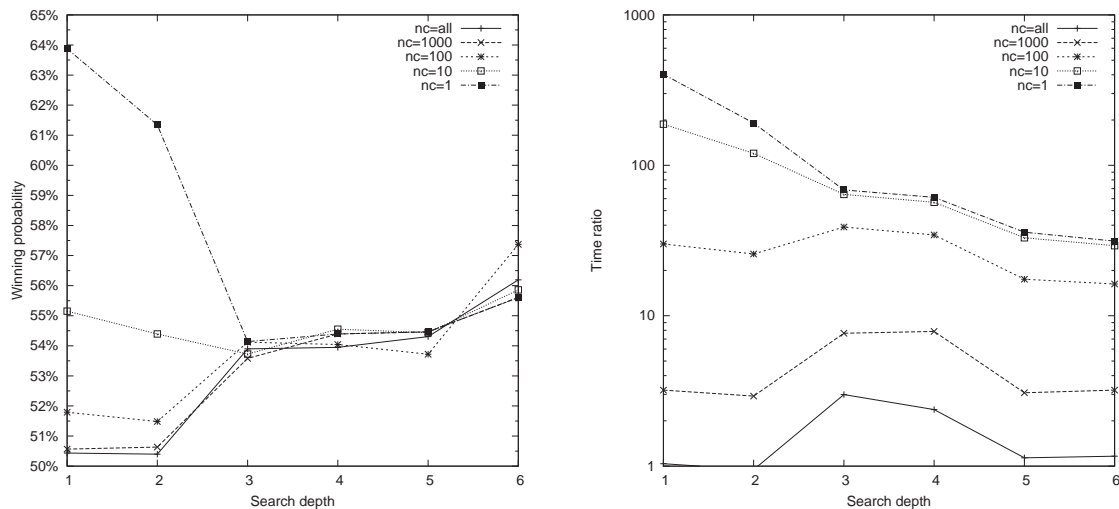 65%
64%
63%
62%
61%
60%
59%
58%
57%
56%
55%
54%
53%
52%
51%
50%
Winning probability
1 2 3 4 5 6
Search depth
nc=all
nc=1000
nc=100
nc=10
nc=1
1000
100
10
1
Time ratio
1 2 3 4 5 6
Search depth
nc=all
nc=1000
nc=100
nc=10
nc=1